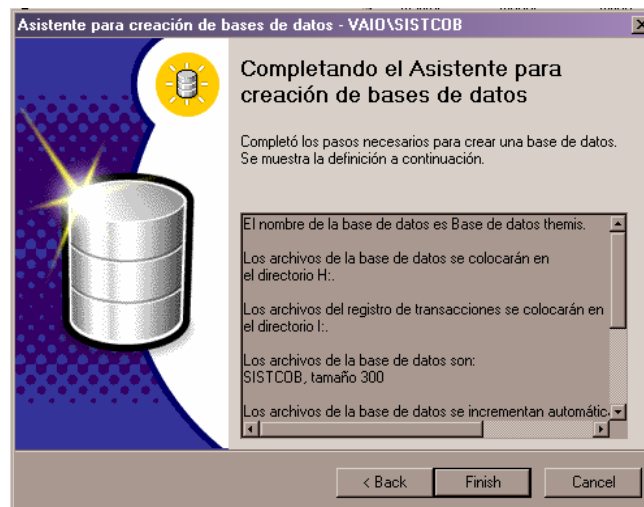 Asistente para creación de bases de datos - VAIO\SISTCOB
Completando el Asistente para
creación de bases de datos
Completó los pasos necesarios para crear una base de datos.
Se muestra la definición a continuación.
El nombre de la base de datos es Base de datos themis.
Los archivos de la base de datos se colocarán en
el directorio H:.
Los archivos del registro de transacciones se colocarán en
el directorio I:.
Los archivos de la base de datos son:
SISTCOB, tamaño 300
Los archivos de la base de datos se incrementan automátic
< Back
Finish
Cancel